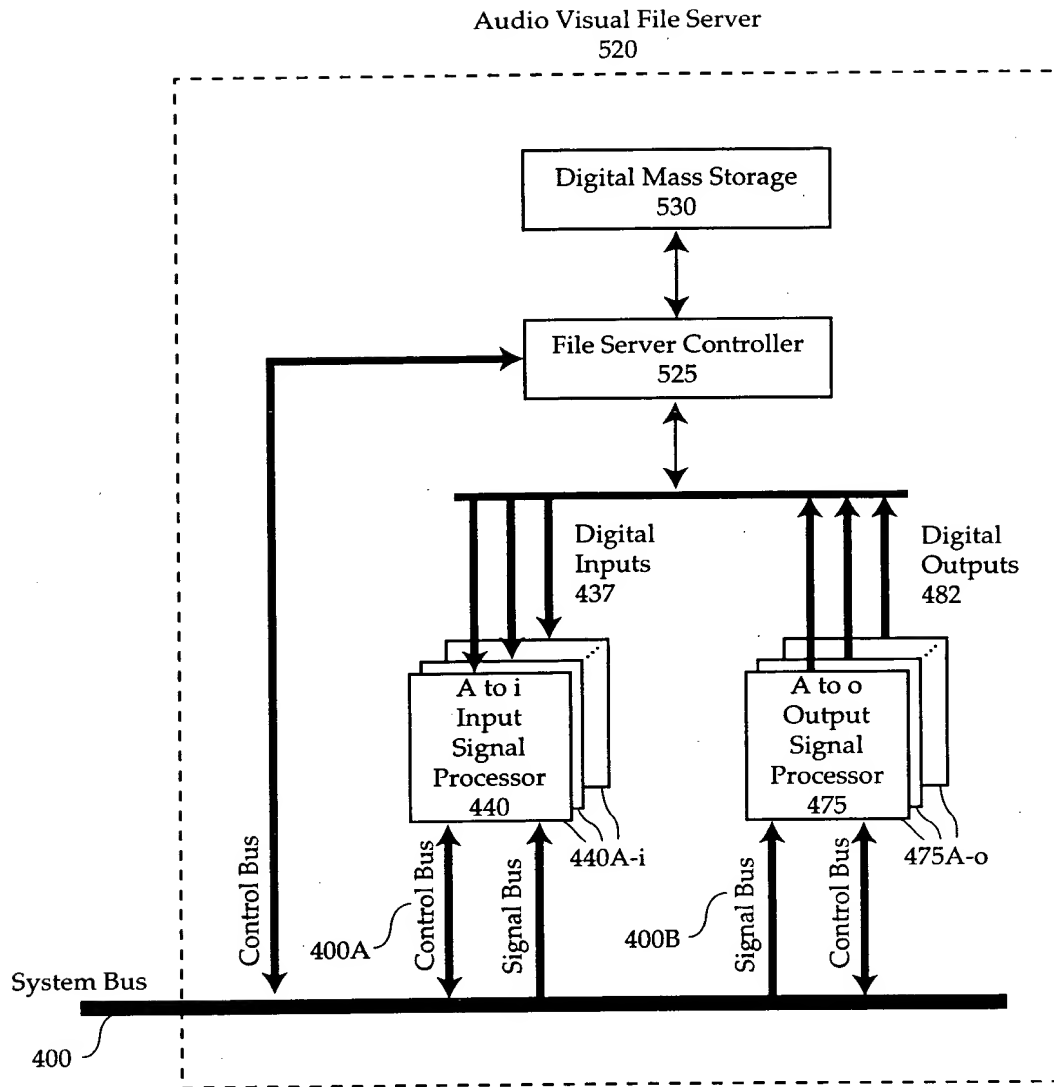 Audio Visual File Server
520
Digital Mass Storage
530
File Server Controller
525
Digital
Inputs
437
Digital
Outputs
482
A to i
Input
Signal
Processor
440
A to o
Output
Signal
Processor
475
440A-i
475A-o
Control Bus
400A
Control Bus
Signal Bus
400B
Signal Bus
Control Bus
System Bus
400